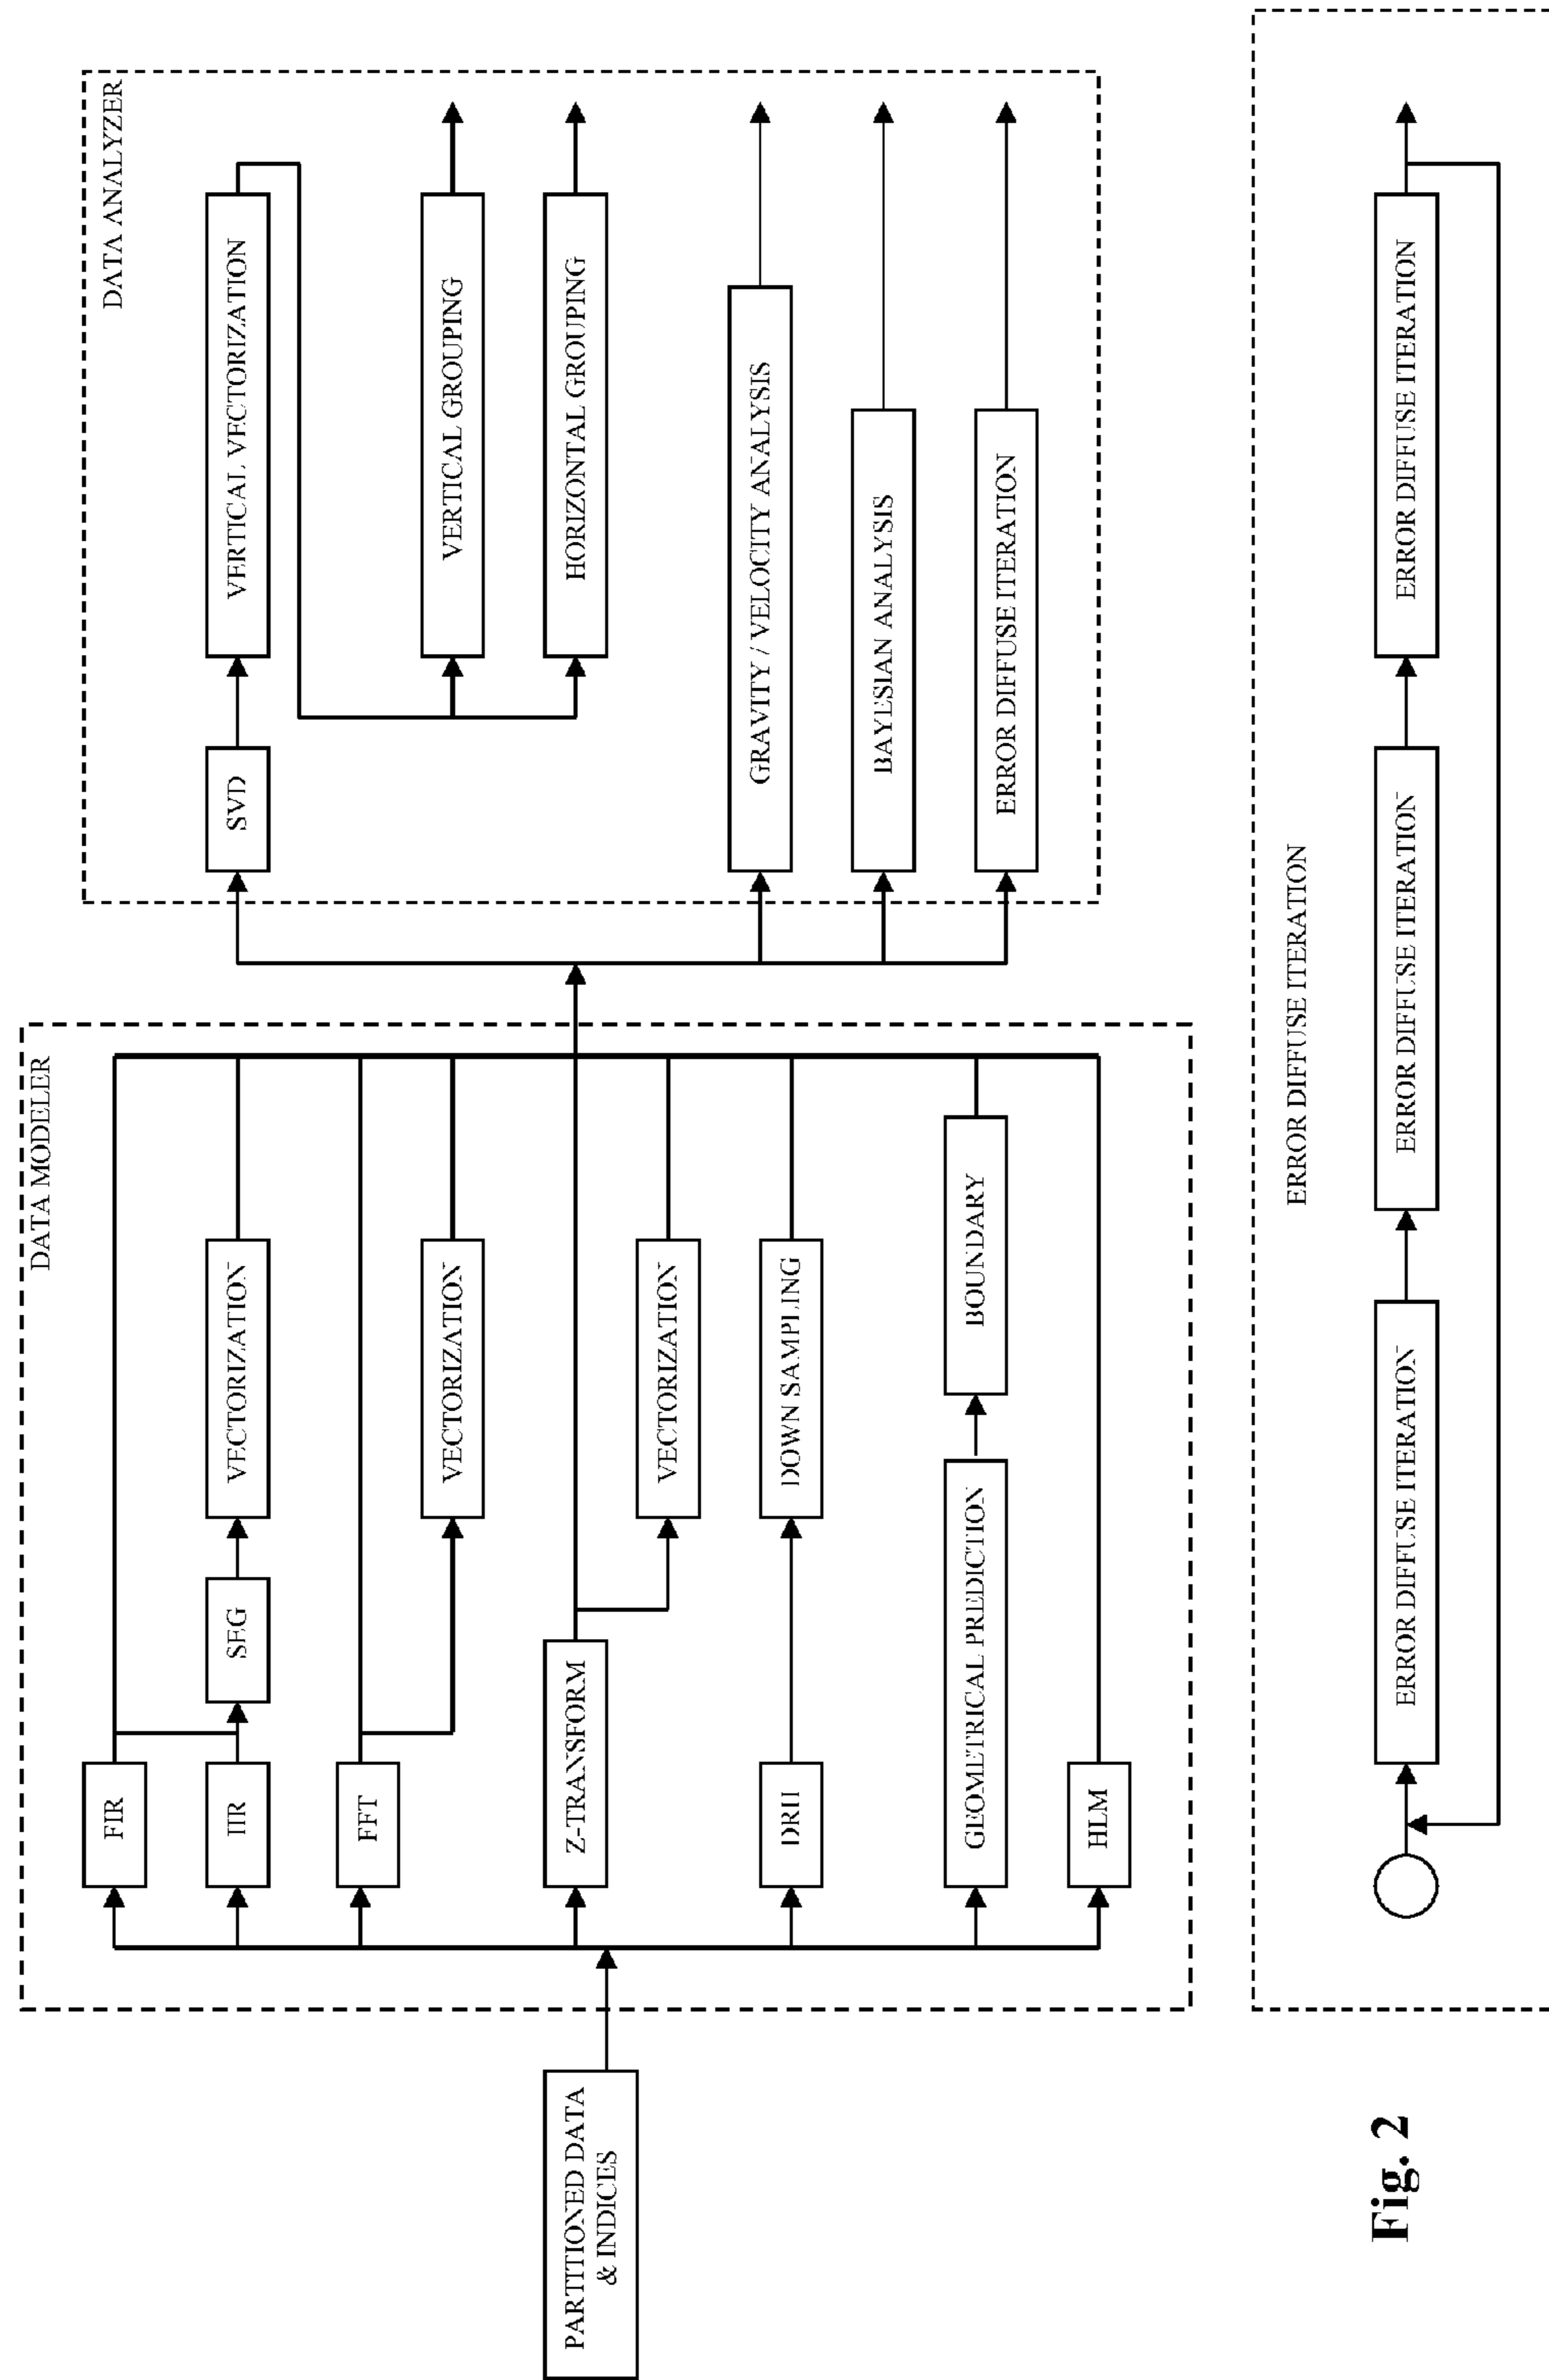 DATA MODELER
DATA ANALYZER
PARTITIONED DATA
& INDICES
FIR
IIR
SEG
VECTORIZATION
FFT
VECTORIZATION
Z-TRANSFORM
VECTORIZATION
DRII
DOWN SAMPLING
GEOMETRICAL PREDICTION
BOUNDARY
HLM
SVD
VERTICAL VECTORIZATION
VERTICAL GROUPING
HORIZONTAL GROUPING
GRAVITY / VELOCITY ANALYSIS
BAYESIAN ANALYSIS
ERROR DIFFUSE ITERATION
ERROR DIFFUSE ITERATION
ERROR DIFFUSE ITERATION
ERROR DIFFUSE ITERATION
ERROR DIFFUSE ITERATION
Fig. 2